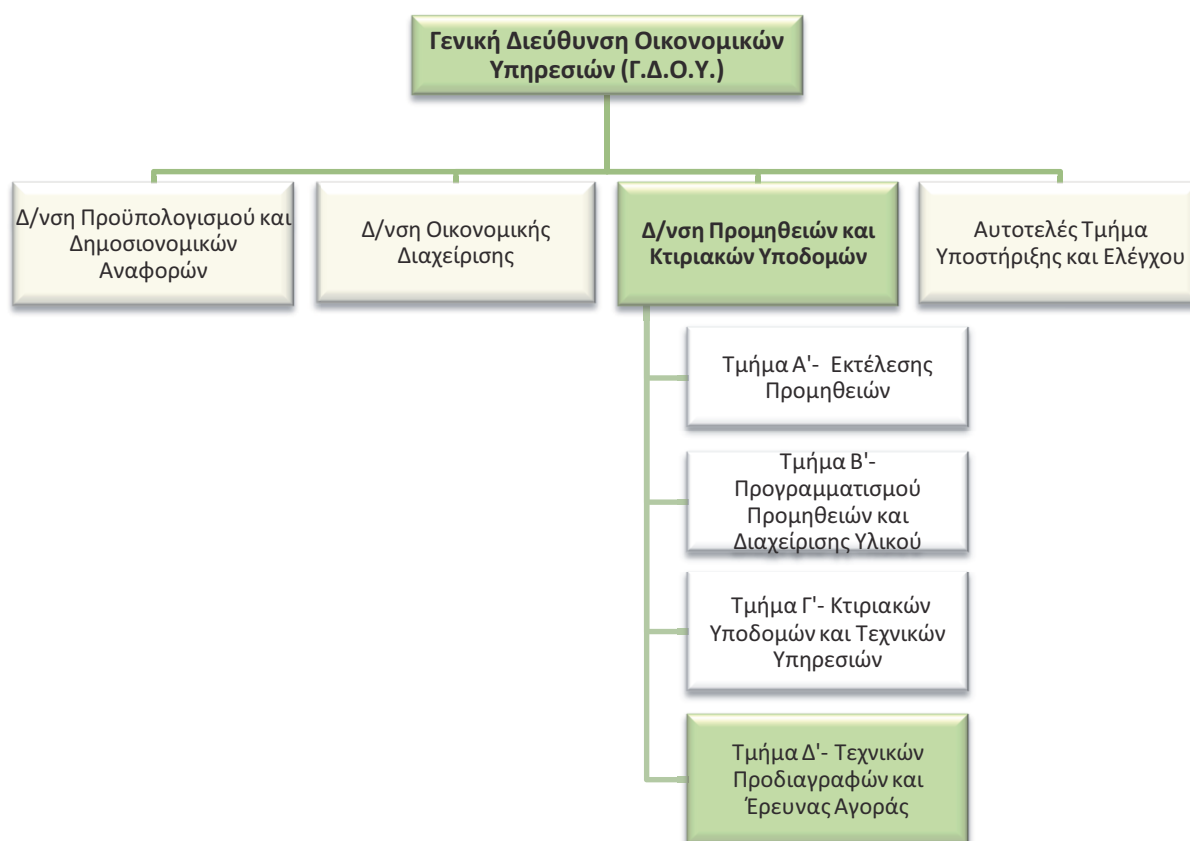 Γενική Διεύθυνση Οικονομικών
Υπηρεσιών (Γ.Δ.Ο.Υ.)
Δ/νση Προϋπολογισμού και
Δημοσιονομικών
Αναφορών
Δ/νση Οικονομικής
Διαχείρισης
Δ/νση Προμηθειών και
Κτιριακών Υποδομών
Αυτοτελές Τμήμα
Υποστήριξης και Ελέγχου
Τμήμα Α'- Εκτέλεσης
Προμηθειών
Τμήμα Β'-
Προγραμματισμού
Προμηθειών και
Διαχείρισης Υλικού
Τμήμα Γ'- Κτιριακών
Υποδομών και Τεχνικών
Υπηρεσιών
Τμήμα Δ'- Τεχνικών
Προδιαγραφών και
Έρευνας Αγοράς